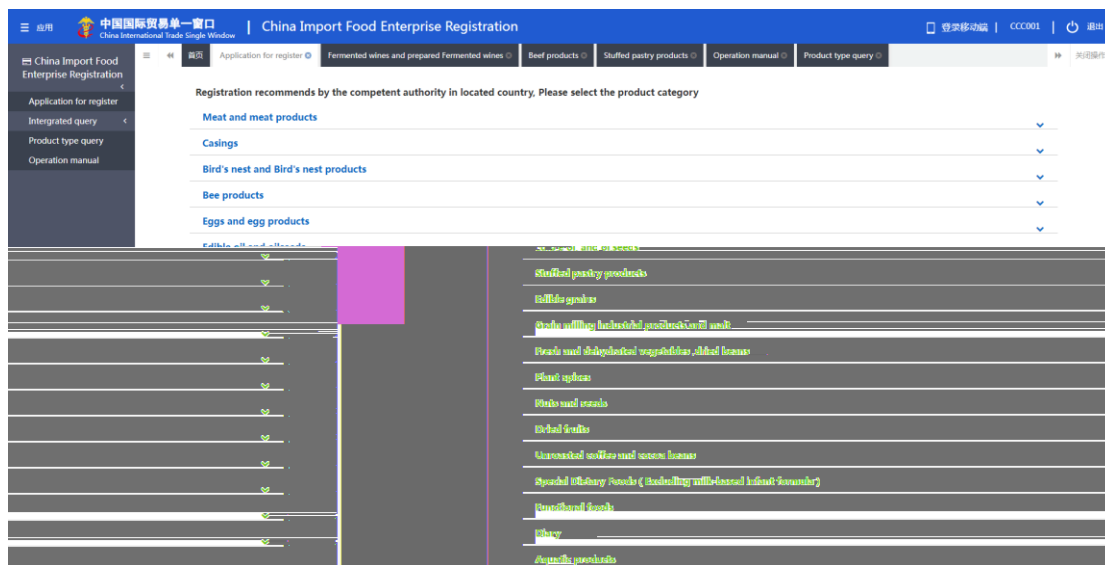 应用 中国国际贸易单一窗口 China Import Food Enterprise Registration 登录移动端 CCC001 退出
China International Trade Single Window
China Import Food
Enterprise Registration
首页 Application for register Fermented wines and prepared Fermented wines Beef products Stuffed pastry products Operation manual Product type query 关闭操作
Application for register
Intergrated query
Product type query
Operation manual
Registration recommends by the competent authority in located country, Please select the product category
Meat and meat products
Casings
Bird's nest and Bird's nest products
Bee products
Eggs and egg products
Edible oil and oilseeds
Stuffed pastry products
Edible grains
Grain milling industrial products and malt
Fresh and dehydrated vegetables ,dried beans
Plant spices
Nuts and seeds
Dried fruits
Unroasted coffee and cocoa beans
Special Dietary Foods ( Excluding milk-based infant formula )
Functional foods
Diary
Aquatic products